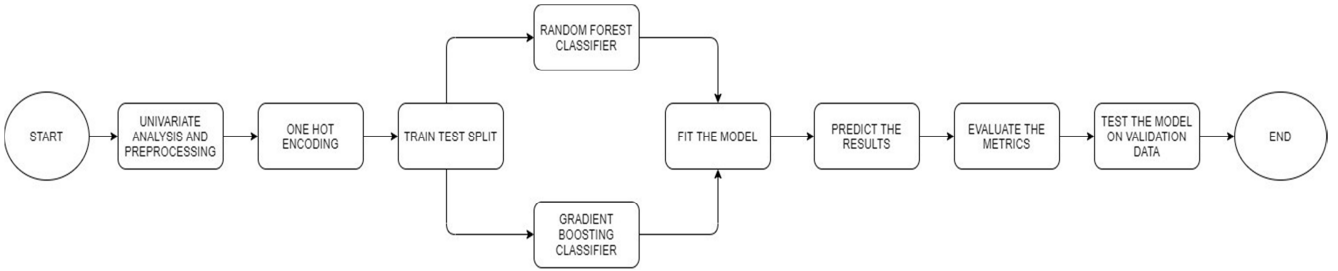 START
UNIVARIATE
ANALYSIS AND
PREPROCESSING
ONE HOT
ENCODING
TRAIN TEST SPLIT
RANDOM FOREST
CLASSIFIER
GRADIENT
BOOSTING
CLASSIFIER
FIT THE MODEL
PREDICT THE
RESULTS
EVALUATE THE
METRICS
TEST THE MODEL
ON VALIDATION
DATA
END